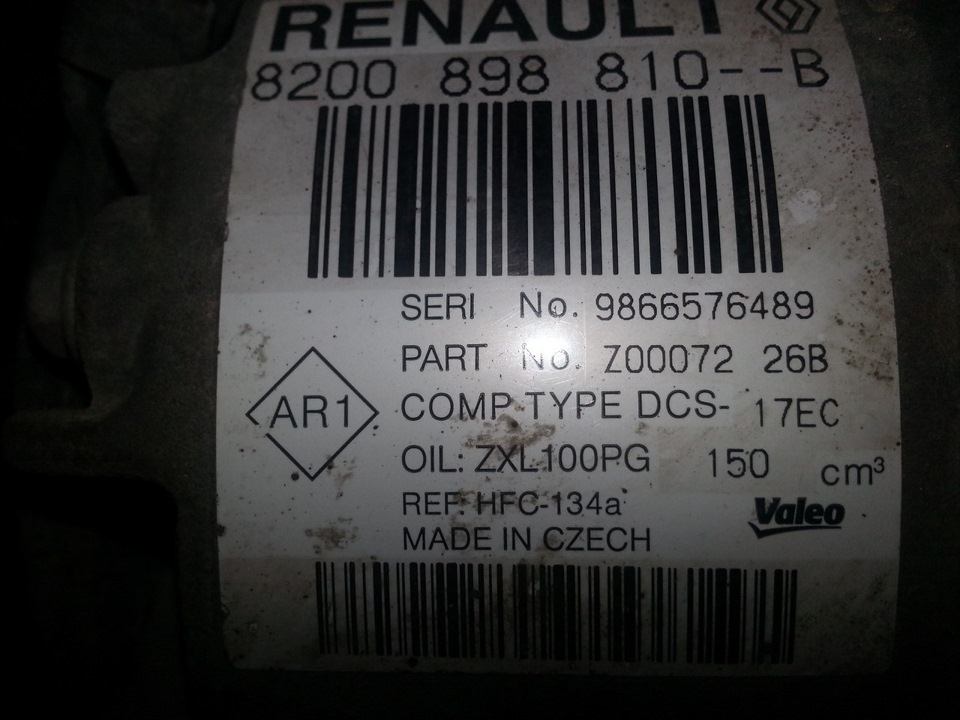 RENAULT
8200 898 810--B
SERI No. 9866576489
PART No. Z00072 26B
AR1
COMP TYPE DCS- 17EC
OIL: ZXL100PG 150 cm³
REF: HFC-134a
Valeo
MADE IN CZECH